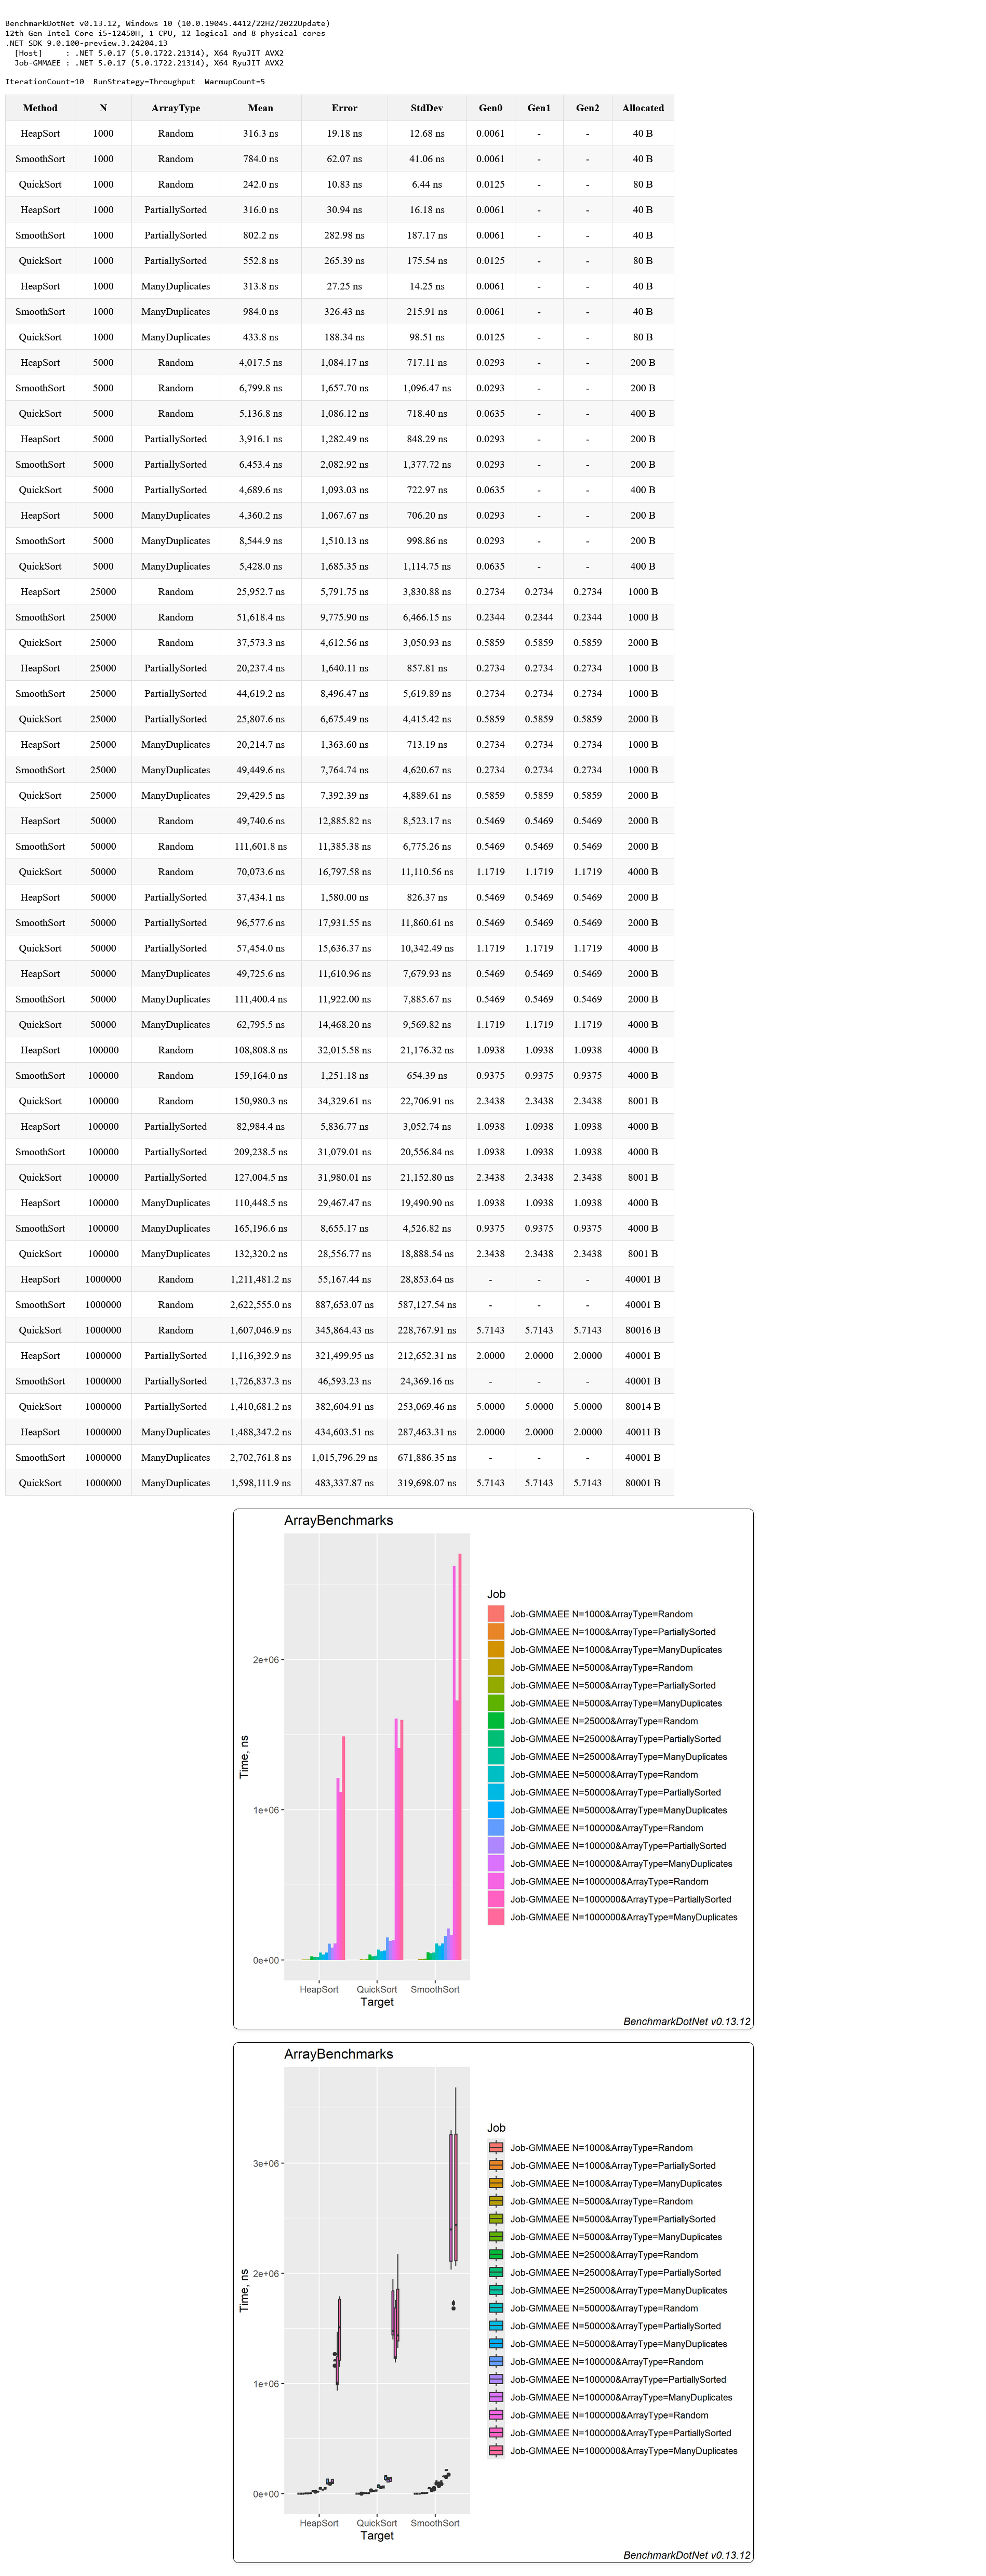 BenchmarkDotNet v0.13.12, Windows 10 (10.0.19045.4412/22H2/2022Update)
12th Gen Intel Core i5-12450H, 1 CPU, 12 logical and 8 physical cores
.NET SDK 9.0.100-preview.3.24204.13
[Host]     : .NET 5.0.17 (5.0.1722.21314), X64 RyuJIT AVX2
Job-GMMAEE : .NET 5.0.17 (5.0.1722.21314), X64 RyuJIT AVX2
IterationCount=10  RunStrategy=Throughput  WarmupCount=5
Method N ArrayType Mean Error StdDev Gen0 Gen1 Gen2 Allocated
HeapSort 1000 Random 316.3 ns 19.18 ns 12.68 ns 0.0061 - - 40 B
SmoothSort 1000 Random 784.0 ns 62.07 ns 41.06 ns 0.0061 - - 40 B
QuickSort 1000 Random 242.0 ns 10.83 ns 6.44 ns 0.0125 - - 80 B
HeapSort 1000 PartiallySorted 316.0 ns 30.94 ns 16.18 ns 0.0061 - - 40 B
SmoothSort 1000 PartiallySorted 802.2 ns 282.98 ns 187.17 ns 0.0061 - - 40 B
QuickSort 1000 PartiallySorted 552.8 ns 265.39 ns 175.54 ns 0.0125 - - 80 B
HeapSort 1000 ManyDuplicates 313.8 ns 27.25 ns 14.25 ns 0.0061 - - 40 B
SmoothSort 1000 ManyDuplicates 984.0 ns 326.43 ns 215.91 ns 0.0061 - - 40 B
QuickSort 1000 ManyDuplicates 433.8 ns 188.34 ns 98.51 ns 0.0125 - - 80 B
HeapSort 5000 Random 4,017.5 ns 1,084.17 ns 717.11 ns 0.0293 - - 200 B
SmoothSort 5000 Random 6,799.8 ns 1,657.70 ns 1,096.47 ns 0.0293 - - 200 B
QuickSort 5000 Random 5,136.8 ns 1,086.12 ns 718.40 ns 0.0635 - - 400 B
HeapSort 5000 PartiallySorted 3,916.1 ns 1,282.49 ns 848.29 ns 0.0293 - - 200 B
SmoothSort 5000 PartiallySorted 6,453.4 ns 2,082.92 ns 1,377.72 ns 0.0293 - - 200 B
QuickSort 5000 PartiallySorted 4,689.6 ns 1,093.03 ns 722.97 ns 0.0635 - - 400 B
HeapSort 5000 ManyDuplicates 4,360.2 ns 1,067.67 ns 706.20 ns 0.0293 - - 200 B
SmoothSort 5000 ManyDuplicates 8,544.9 ns 1,510.13 ns 998.86 ns 0.0293 - - 200 B
QuickSort 5000 ManyDuplicates 5,428.0 ns 1,685.35 ns 1,114.75 ns 0.0635 - - 400 B
HeapSort 25000 Random 25,952.7 ns 5,791.75 ns 3,830.88 ns 0.2734 0.2734 0.2734 1000 B
SmoothSort 25000 Random 51,618.4 ns 9,775.90 ns 6,466.15 ns 0.2344 0.2344 0.2344 1000 B
QuickSort 25000 Random 37,573.3 ns 4,612.56 ns 3,050.93 ns 0.5859 0.5859 0.5859 2000 B
HeapSort 25000 PartiallySorted 20,237.4 ns 1,640.11 ns 857.81 ns 0.2734 0.2734 0.2734 1000 B
SmoothSort 25000 PartiallySorted 44,619.2 ns 8,496.47 ns 5,619.89 ns 0.2734 0.2734 0.2734 1000 B
QuickSort 25000 PartiallySorted 25,807.6 ns 6,675.49 ns 4,415.42 ns 0.5859 0.5859 0.5859 2000 B
HeapSort 25000 ManyDuplicates 20,214.7 ns 1,363.60 ns 713.19 ns 0.2734 0.2734 0.2734 1000 B
SmoothSort 25000 ManyDuplicates 49,449.6 ns 7,764.74 ns 4,620.67 ns 0.2734 0.2734 0.2734 1000 B
QuickSort 25000 ManyDuplicates 29,429.5 ns 7,392.39 ns 4,889.61 ns 0.5859 0.5859 0.5859 2000 B
HeapSort 50000 Random 49,740.6 ns 12,885.82 ns 8,523.17 ns 0.5469 0.5469 0.5469 2000 B
SmoothSort 50000 Random 111,601.8 ns 11,385.38 ns 6,775.26 ns 0.5469 0.5469 0.5469 2000 B
QuickSort 50000 Random 70,073.6 ns 16,797.58 ns 11,110.56 ns 1.1719 1.1719 1.1719 4000 B
HeapSort 50000 PartiallySorted 37,434.1 ns 1,580.00 ns 826.37 ns 0.5469 0.5469 0.5469 2000 B
SmoothSort 50000 PartiallySorted 96,577.6 ns 17,931.55 ns 11,860.61 ns 0.5469 0.5469 0.5469 2000 B
QuickSort 50000 PartiallySorted 57,454.0 ns 15,636.37 ns 10,342.49 ns 1.1719 1.1719 1.1719 4000 B
HeapSort 50000 ManyDuplicates 49,725.6 ns 11,610.96 ns 7,679.93 ns 0.5469 0.5469 0.5469 2000 B
SmoothSort 50000 ManyDuplicates 111,400.4 ns 11,922.00 ns 7,885.67 ns 0.5469 0.5469 0.5469 2000 B
QuickSort 50000 ManyDuplicates 62,795.5 ns 14,468.20 ns 9,569.82 ns 1.1719 1.1719 1.1719 4000 B
HeapSort 100000 Random 108,808.8 ns 32,015.58 ns 21,176.32 ns 1.0938 1.0938 1.0938 4000 B
SmoothSort 100000 Random 159,164.0 ns 1,251.18 ns 654.39 ns 0.9375 0.9375 0.9375 4000 B
QuickSort 100000 Random 150,980.3 ns 34,329.61 ns 22,706.91 ns 2.3438 2.3438 2.3438 8001 B
HeapSort 100000 PartiallySorted 82,984.4 ns 5,836.77 ns 3,052.74 ns 1.0938 1.0938 1.0938 4000 B
SmoothSort 100000 PartiallySorted 209,238.5 ns 31,079.01 ns 20,556.84 ns 1.0938 1.0938 1.0938 4000 B
QuickSort 100000 PartiallySorted 127,004.5 ns 31,980.01 ns 21,152.80 ns 2.3438 2.3438 2.3438 8001 B
HeapSort 100000 ManyDuplicates 110,448.5 ns 29,467.47 ns 19,490.90 ns 1.0938 1.0938 1.0938 4000 B
SmoothSort 100000 ManyDuplicates 165,196.6 ns 8,655.17 ns 4,526.82 ns 0.9375 0.9375 0.9375 4000 B
QuickSort 100000 ManyDuplicates 132,320.2 ns 28,556.77 ns 18,888.54 ns 2.3438 2.3438 2.3438 8001 B
HeapSort 1000000 Random 1,211,481.2 ns 55,167.44 ns 28,853.64 ns - - - 40001 B
SmoothSort 1000000 Random 2,622,555.0 ns 887,653.07 ns 587,127.54 ns - - - 40001 B
QuickSort 1000000 Random 1,607,046.9 ns 345,864.43 ns 228,767.91 ns 5.7143 5.7143 5.7143 80016 B
HeapSort 1000000 PartiallySorted 1,116,392.9 ns 321,499.95 ns 212,652.31 ns 2.0000 2.0000 2.0000 40001 B
SmoothSort 1000000 PartiallySorted 1,726,837.3 ns 46,593.23 ns 24,369.16 ns - - - 40001 B
QuickSort 1000000 PartiallySorted 1,410,681.2 ns 382,604.91 ns 253,069.46 ns 5.0000 5.0000 5.0000 80014 B
HeapSort 1000000 ManyDuplicates 1,488,347.2 ns 434,603.51 ns 287,463.31 ns 2.0000 2.0000 2.0000 40011 B
SmoothSort 1000000 ManyDuplicates 2,702,761.8 ns 1,015,796.29 ns 671,886.35 ns - - - 40001 B
QuickSort 1000000 ManyDuplicates 1,598,111.9 ns 483,337.87 ns 319,698.07 ns 5.7143 5.7143 5.7143 80001 B
ArrayBenchmarks
Time, ns
2e+06
1e+06
0e+00
HeapSort QuickSort SmoothSort
Target
Job
Job-GMMAEE N=1000&ArrayType=Random
Job-GMMAEE N=1000&ArrayType=PartiallySorted
Job-GMMAEE N=1000&ArrayType=ManyDuplicates
Job-GMMAEE N=5000&ArrayType=Random
Job-GMMAEE N=5000&ArrayType=PartiallySorted
Job-GMMAEE N=5000&ArrayType=ManyDuplicates
Job-GMMAEE N=25000&ArrayType=Random
Job-GMMAEE N=25000&ArrayType=PartiallySorted
Job-GMMAEE N=25000&ArrayType=ManyDuplicates
Job-GMMAEE N=50000&ArrayType=Random
Job-GMMAEE N=50000&ArrayType=PartiallySorted
Job-GMMAEE N=50000&ArrayType=ManyDuplicates
Job-GMMAEE N=100000&ArrayType=Random
Job-GMMAEE N=100000&ArrayType=PartiallySorted
Job-GMMAEE N=100000&ArrayType=ManyDuplicates
Job-GMMAEE N=1000000&ArrayType=Random
Job-GMMAEE N=1000000&ArrayType=PartiallySorted
Job-GMMAEE N=1000000&ArrayType=ManyDuplicates
BenchmarkDotNet v0.13.12
ArrayBenchmarks
Time, ns
3e+06
2e+06
1e+06
0e+00
HeapSort QuickSort SmoothSort
Target
Job
Job-GMMAEE N=1000&ArrayType=Random
Job-GMMAEE N=1000&ArrayType=PartiallySorted
Job-GMMAEE N=1000&ArrayType=ManyDuplicates
Job-GMMAEE N=5000&ArrayType=Random
Job-GMMAEE N=5000&ArrayType=PartiallySorted
Job-GMMAEE N=5000&ArrayType=ManyDuplicates
Job-GMMAEE N=25000&ArrayType=Random
Job-GMMAEE N=25000&ArrayType=PartiallySorted
Job-GMMAEE N=25000&ArrayType=ManyDuplicates
Job-GMMAEE N=50000&ArrayType=Random
Job-GMMAEE N=50000&ArrayType=PartiallySorted
Job-GMMAEE N=50000&ArrayType=ManyDuplicates
Job-GMMAEE N=100000&ArrayType=Random
Job-GMMAEE N=100000&ArrayType=PartiallySorted
Job-GMMAEE N=100000&ArrayType=ManyDuplicates
Job-GMMAEE N=1000000&ArrayType=Random
Job-GMMAEE N=1000000&ArrayType=PartiallySorted
Job-GMMAEE N=1000000&ArrayType=ManyDuplicates
BenchmarkDotNet v0.13.12